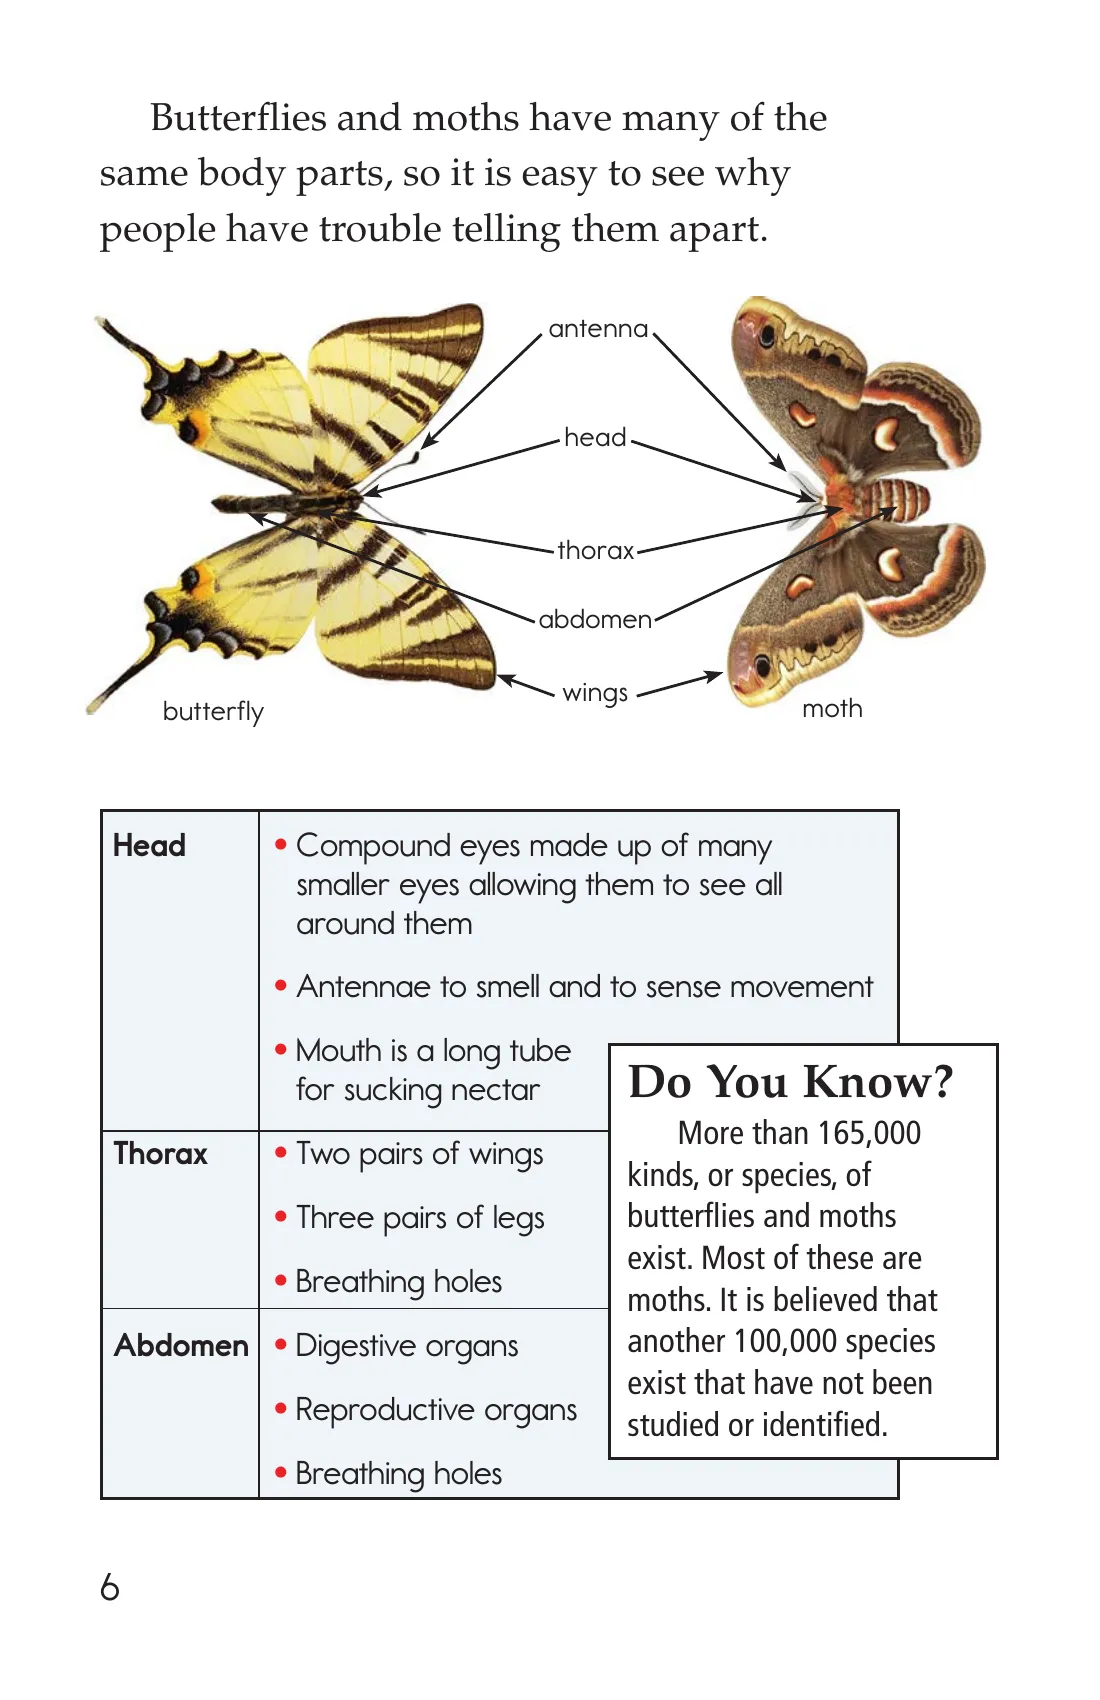 Butterflies and moths have many of the
same body parts, so it is easy to see why
people have trouble telling them apart.
antenna
head
thorax
abdomen
wings
butterfly
moth
Head
• Compound eyes made up of many
smaller eyes allowing them to see all
around them
• Antennae to smell and to sense movement
• Mouth is a long tube
for sucking nectar
Thorax
• Two pairs of wings
• Three pairs of legs
• Breathing holes
Abdomen
• Digestive organs
• Reproductive organs
• Breathing holes
Do You Know?
More than 165,000
kinds, or species, of
butterflies and moths
exist. Most of these are
moths. It is believed that
another 100,000 species
exist that have not been
studied or identified.
6